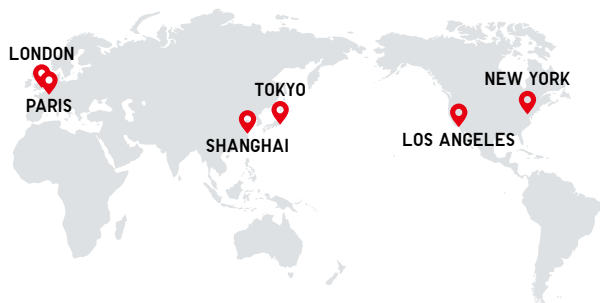 LONDON
PARIS
TOKYO
SHANGHAI
NEW YORK
LOS ANGELES